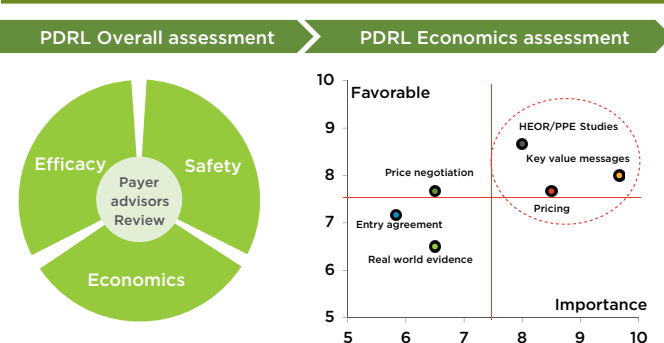 PDRL Overall assessment
PDRL Economics assessment
Efficacy
Safety
Payer
advisors
Review
Economics
10
9
8
7
6
5
Favorable
HEOR/PPE Studies
Key value messages
Price negotiation
Pricing
Entry agreement
Real world evidence
Importance
5
6
7
8
9
10